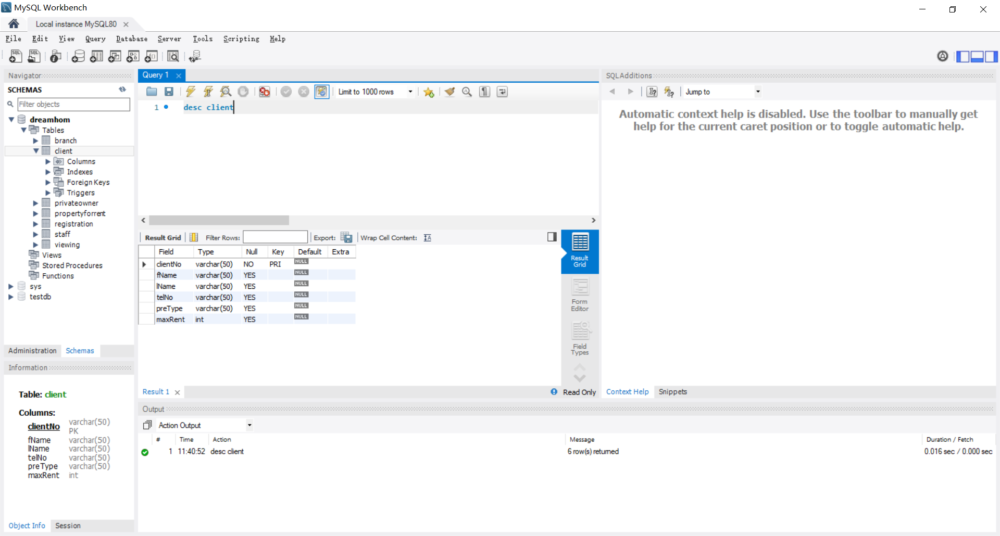 MySQL Workbench
Local instance MySQL80
File Edit View Query Database Server Tools Scripting Help
Navigator
SCHEMAS
Filter objects
dreamhom
Tables
branch
client
Columns
Indexes
Foreign Keys
Triggers
privateowner
propertyforrent
registration
staff
viewing
Views
Stored Procedures
Functions
sys
testdb
Administration Schemas
Information
Table: client
Columns:
clientNo varchar(50)
PK
fName varchar(50)
lName varchar(50)
telNo varchar(50)
preType varchar(50)
maxRent int
Object Info Session
Query 1
Limit to 1000 rows
1 desc client
Result Grid Filter Rows: Export: Wrap Cell Content:
Field Type Null Key Default Extra
clientNo varchar(50) NO PRI NULL
fName varchar(50) YES NULL
lName varchar(50) YES NULL
telNo varchar(50) YES NULL
preType varchar(50) YES NULL
maxRent int YES NULL
Result
Grid
Form
Editor
Field
Types
Result 1
Read Only
SQLAdditions
Jump to
Automatic context help is disabled. Use the toolbar to manually get
help for the current caret position or to toggle automatic help.
Context Help Snippets
Output
Action Output
# Time Action Message Duration / Fetch
1 11:40:52 desc client 6 row(s) returned 0.016 sec / 0.000 sec